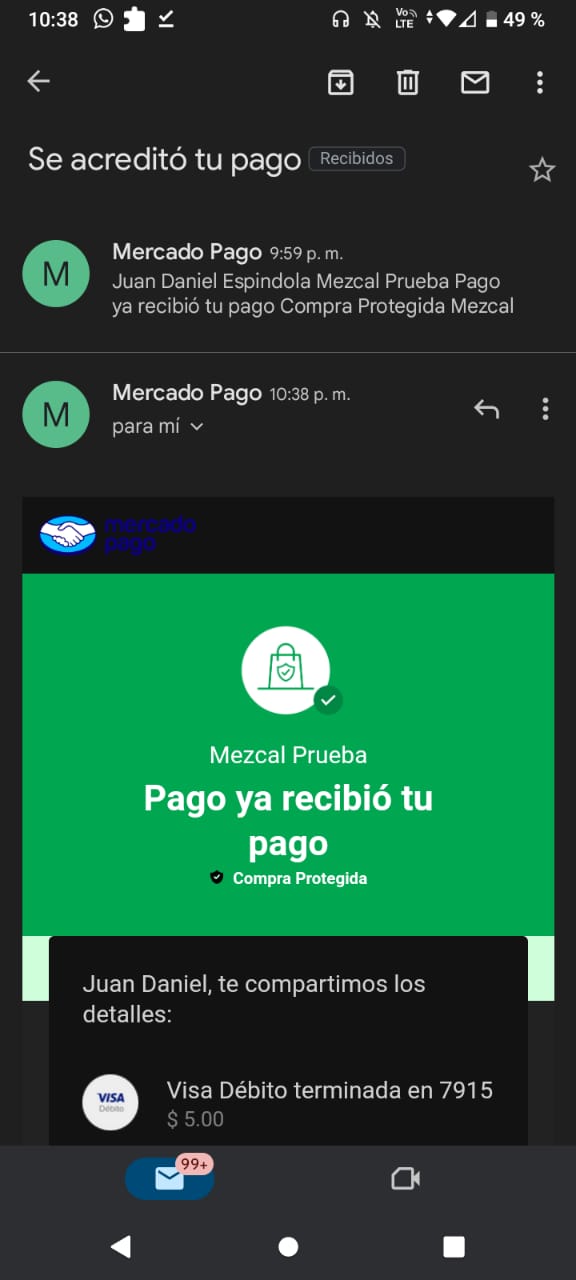 10:38
Vo LTE
49 %
Se acreditó tu pago Recibidos
M
Mercado Pago 9:59 p. m.
Juan Daniel Espindola Mezcal Prueba Pago
ya recibió tu pago Compra Protegida Mezcal
M
Mercado Pago 10:38 p. m.
para mí
mercado
pago
Mezcal Prueba
Pago ya recibió tu
pago
Compra Protegida
Juan Daniel, te compartimos los
detalles:
VISA
Débito
Visa Débito terminada en 7915
$ 5.00
99+